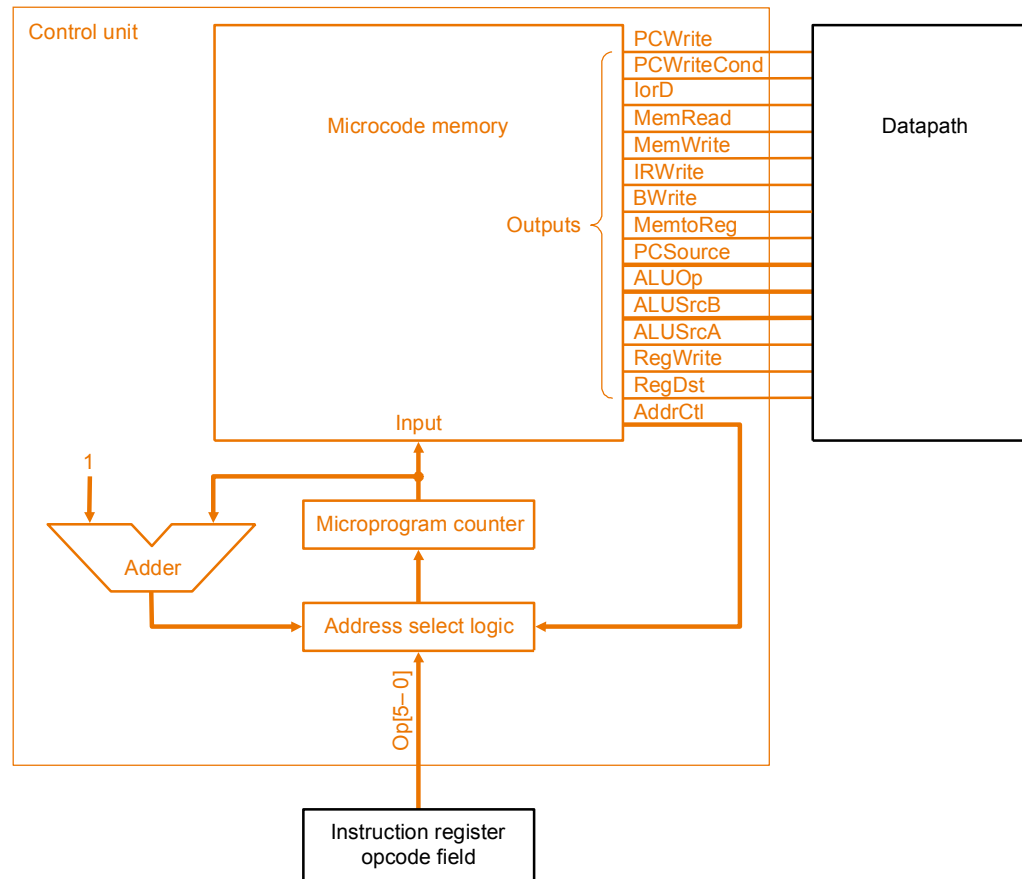 Control unit
Microcode memory
Outputs
Input
PCWrite
PCWriteCond
IorD
MemRead
MemWrite
IRWrite
BWrite
MemtoReg
PCSource
ALUOp
ALUSrcB
ALUSrcA
RegWrite
RegDst
AddrCtl
Datapath
1
Microprogram counter
Adder
Address select logic
Op[5– 0]
Instruction register
opcode field